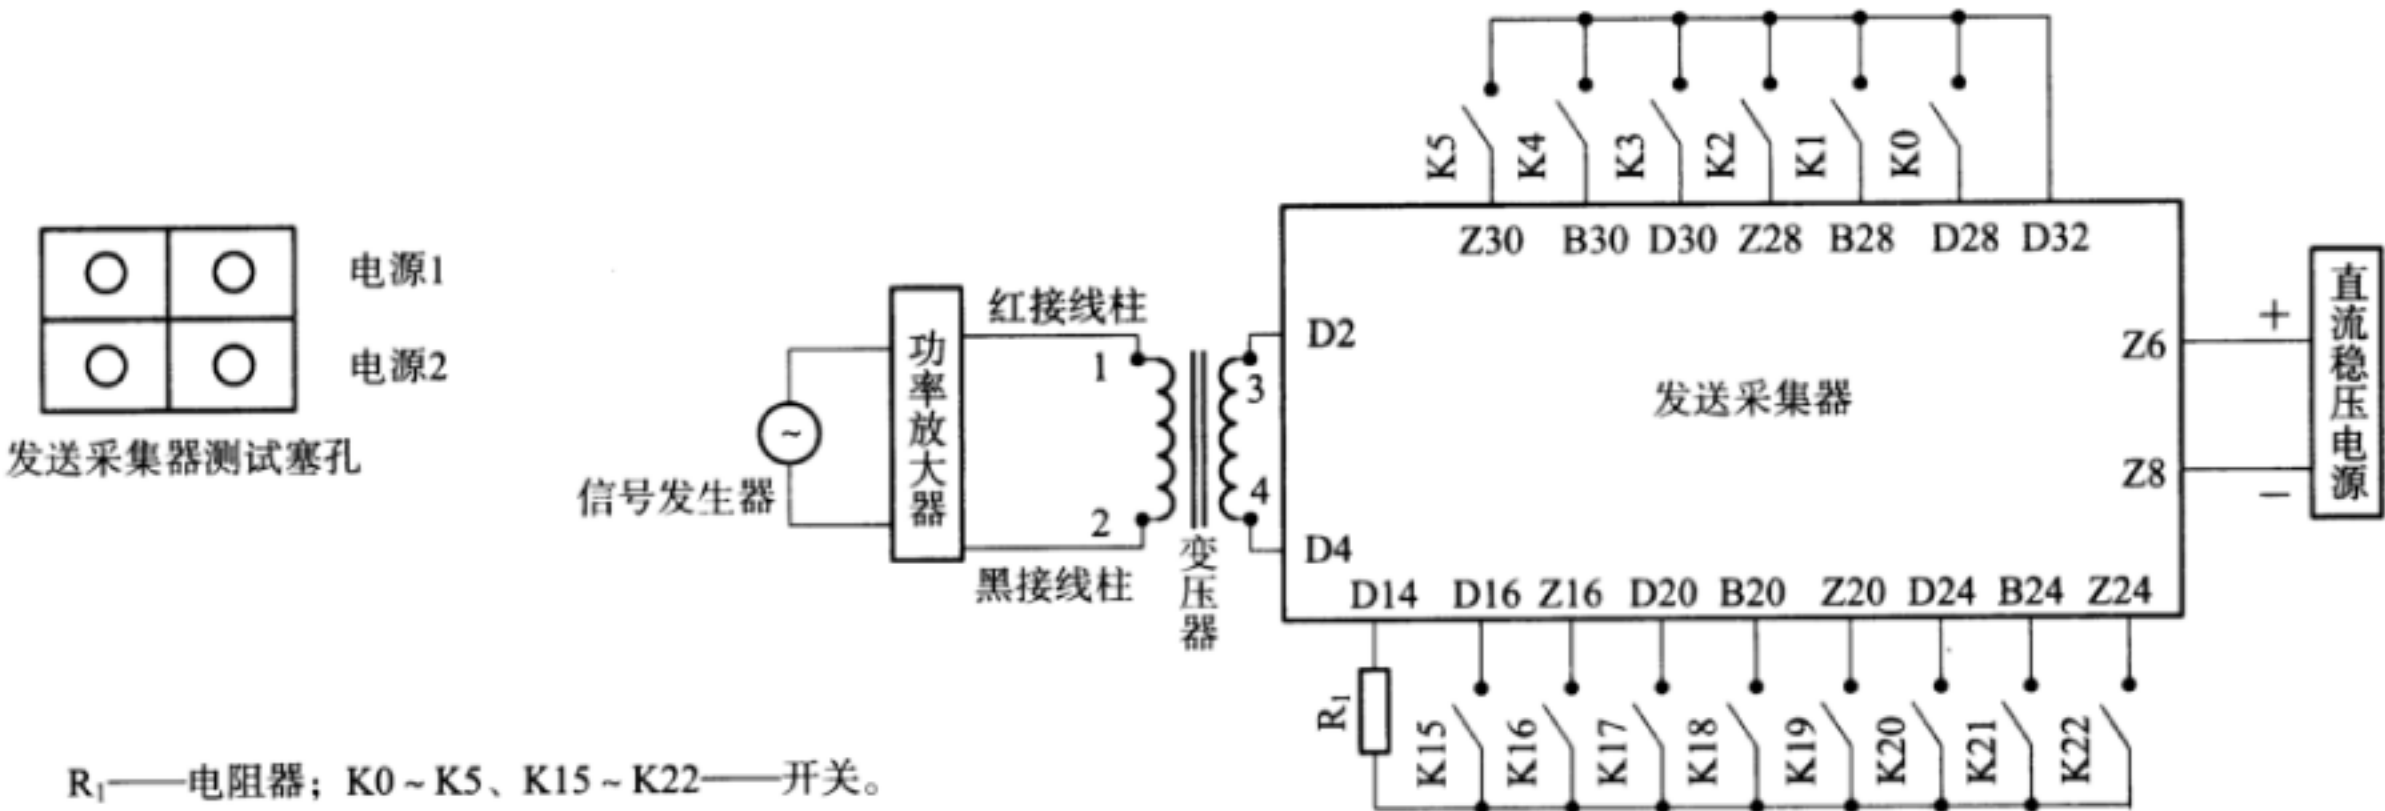 K5 K4 K3 K2 K1 K0
Z30 B30 D30 Z28 B28 D28 D32
电源1
电源2
发送采集器测试塞孔
信号发生器
~
功率放大器
红接线柱
黑接线柱
1
2
变压器
3
4
D2
D4
发送采集器
Z6
Z8
+
−
直流稳压电源
D14 D16 Z16 D20 B20 Z20 D24 B24 Z24
R₁ K15 K16 K17 K18 K19 K20 K21 K22
R₁——电阻器；K0～K5、K15～K22——开关。